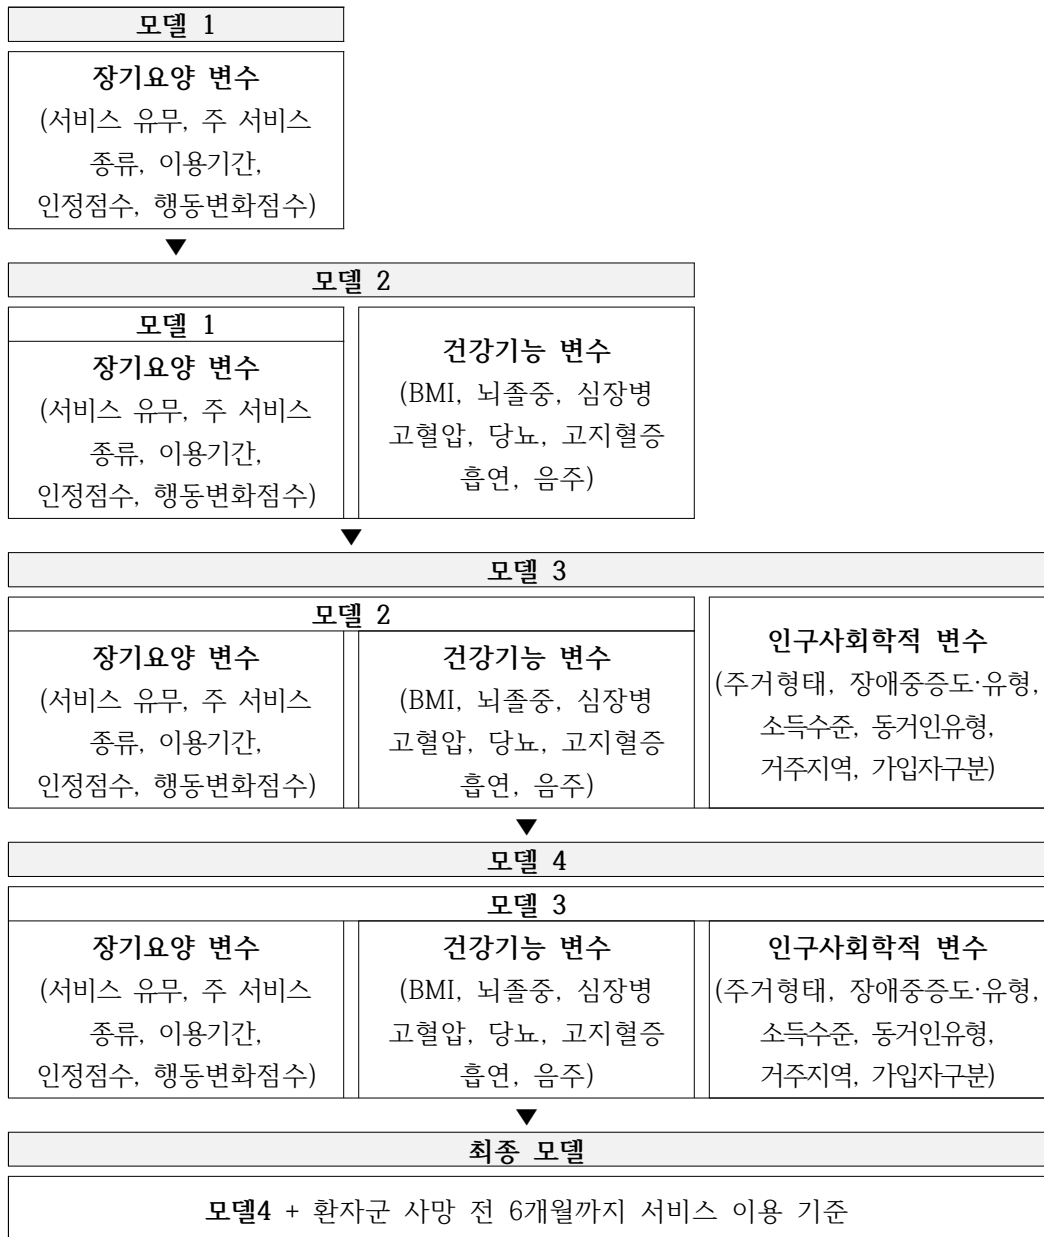 모델 1
장기요양 변수
(서비스 유무, 주 서비스
종류, 이용기간,
인정점수, 행동변화점수)
▼
모델 2
모델 1
장기요양 변수
(서비스 유무, 주 서비스
종류, 이용기간,
인정점수, 행동변화점수)
건강기능 변수
(BMI, 뇌졸중, 심장병
고혈압, 당뇨, 고지혈증
흡연, 음주)
▼
모델 3
모델 2
장기요양 변수
(서비스 유무, 주 서비스
종류, 이용기간,
인정점수, 행동변화점수)
건강기능 변수
(BMI, 뇌졸중, 심장병
고혈압, 당뇨, 고지혈증
흡연, 음주)
인구사회학적 변수
(주거형태, 장애중증도·유형,
소득수준, 동거인유형,
거주지역, 가입자구분)
▼
모델 4
모델 3
장기요양 변수
(서비스 유무, 주 서비스
종류, 이용기간,
인정점수, 행동변화점수)
건강기능 변수
(BMI, 뇌졸중, 심장병
고혈압, 당뇨, 고지혈증
흡연, 음주)
인구사회학적 변수
(주거형태, 장애중증도·유형,
소득수준, 동거인유형,
거주지역, 가입자구분)
▼
최종 모델
모델4 + 환자군 사망 전 6개월까지 서비스 이용 기준